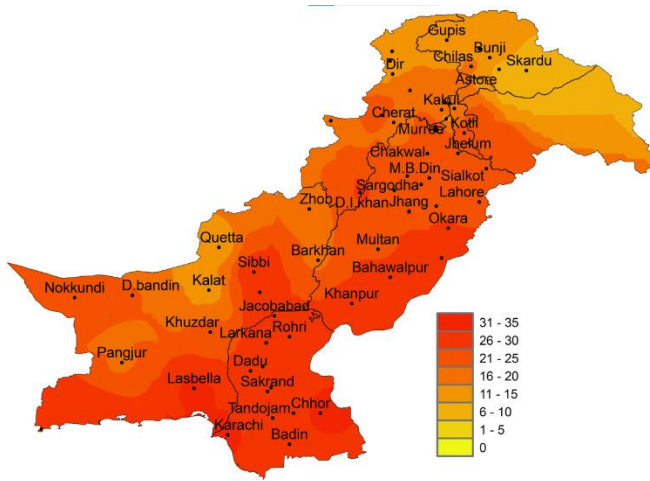 Gupis
Bunji
Chilas
Skardu
Dir
Astore
Kakul
Cherat
Murree
Kotli
Jhelum
Chakwal
M.B.Din
Sialkot
Sargodha
Lahore
Zhob
D.I.khan
Jhang
Okara
Quetta
Barkhan
Multan
Sibbi
Bahawalpur
Nokkundi
D.bandin
Kalat
Khanpur
Jacobabad
Khuzdar
Larkana
Rohri
Pangjur
Dadu
Lasbella
Sakrand
Tandojam
Chhor
Karachi
Badin
31 - 35
26 - 30
21 - 25
16 - 20
11 - 15
6 - 10
1 - 5
0